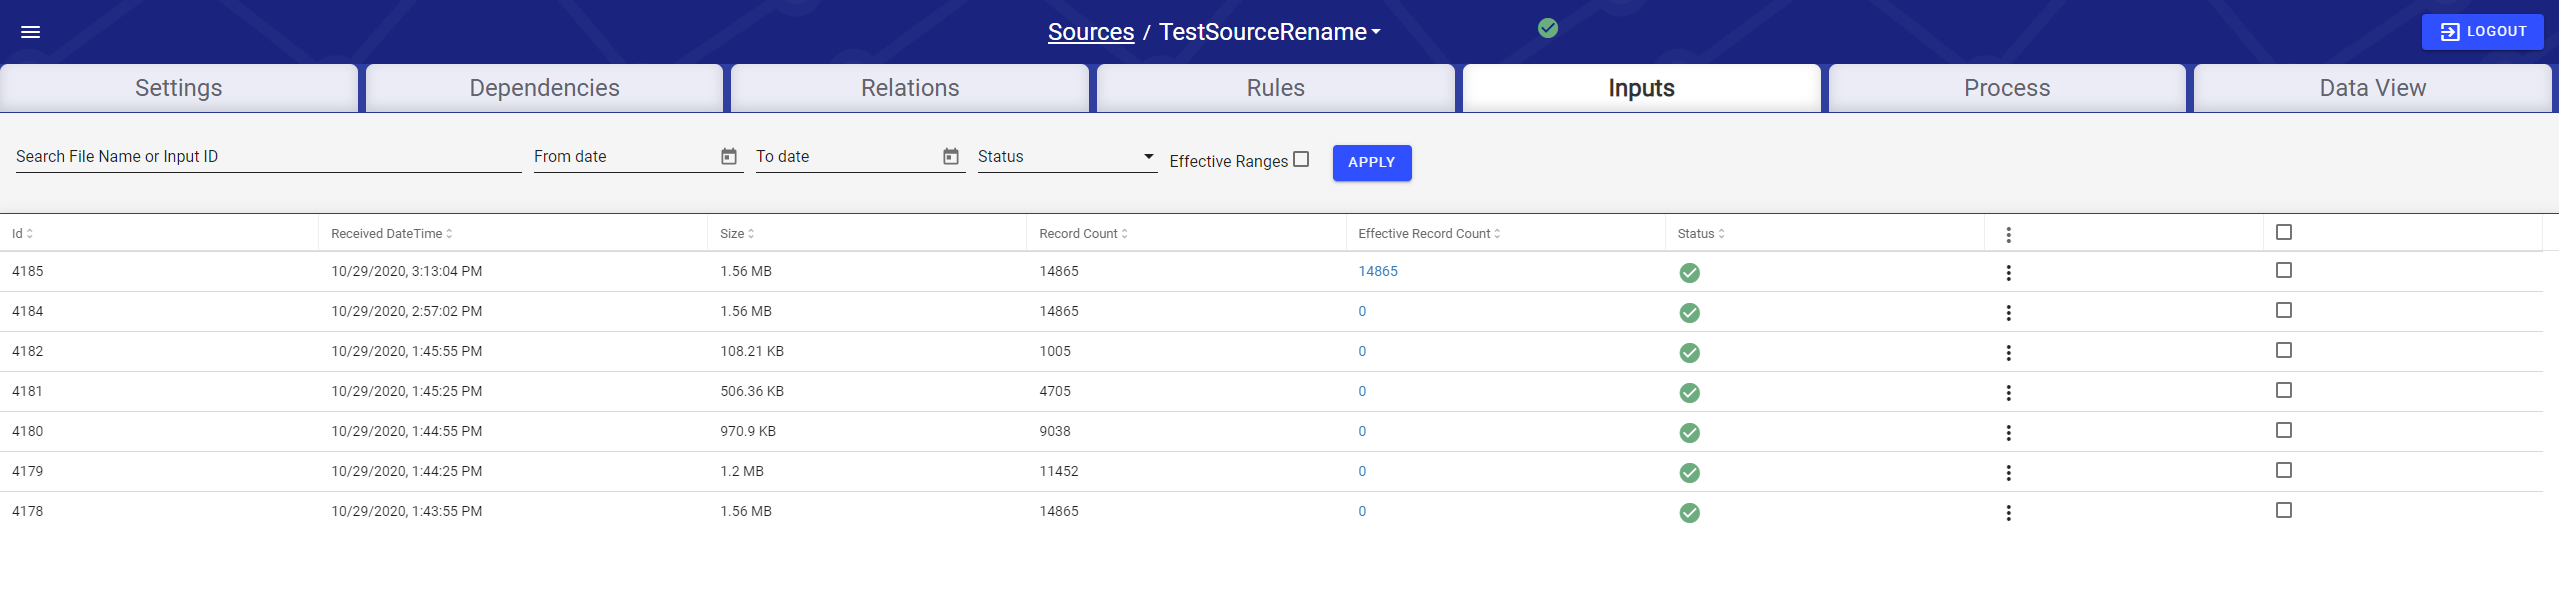 Sources / TestSourceRename
LOGOUT
Settings Dependencies Relations Rules Inputs Process Data View
Search File Name or Input ID From date To date Status Effective Ranges APPLY
Id Received DateTime Size Record Count Effective Record Count Status
4185 10/29/2020, 3:13:04 PM 1.56 MB 14865 14865
4184 10/29/2020, 2:57:02 PM 1.56 MB 14865 0
4182 10/29/2020, 1:45:55 PM 108.21 KB 1005 0
4181 10/29/2020, 1:45:25 PM 506.36 KB 4705 0
4180 10/29/2020, 1:44:55 PM 970.9 KB 9038 0
4179 10/29/2020, 1:44:25 PM 1.2 MB 11452 0
4178 10/29/2020, 1:43:55 PM 1.56 MB 14865 0